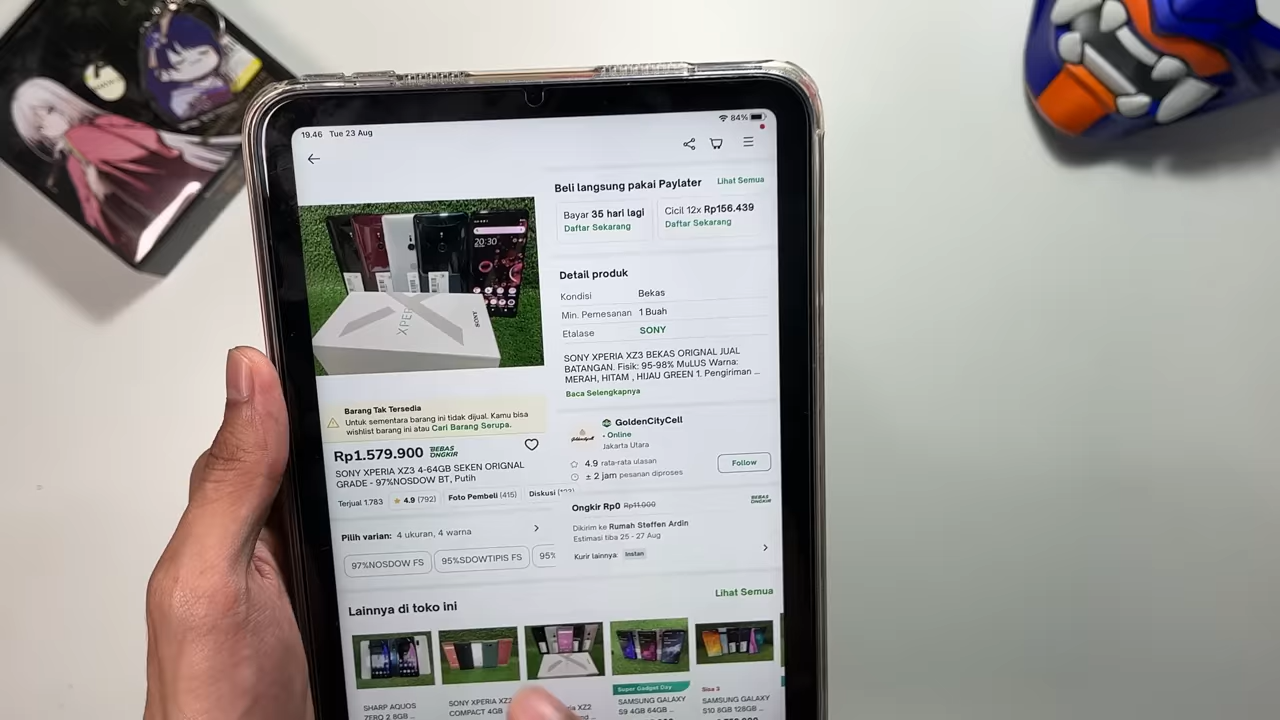 19.46 Tue 23 Aug
84%
Beli langsung pakai Paylater
Lihat Semua
Bayar 35 hari lagi
Daftar Sekarang
Cicil 12x Rp156.439
Daftar Sekarang
20:30
XPE
SONY
Detail produk
Kondisi Bekas
Min. Pemesanan 1 Buah
Etalase SONY
SONY XPERIA XZ3 BEKAS ORIGNAL JUAL
BATANGAN. Fisik: 95-98% MuLUS Warna:
MERAH, HITAM , HIJAU GREEN 1. Pengiriman ...
Baca Selengkapnya
Barang Tak Tersedia
Untuk sementara barang ini tidak dijual. Kamu bisa
wishlist barang ini atau Cari Barang Serupa.
Rp1.579.900 BEBAS ONGKIR
SONY XPERIA XZ3 4-64GB SEKEN ORIGNAL
GRADE - 97%NOSDOW BT, Putih
Terjual 1.783
4.9 (792)
Foto Pembeli (415)
Diskusi
GoldenCityCell
• Online
Jakarta Utara
4.9 rata-rata ulasan
± 2 jam pesanan diproses
Follow
Ongkir Rp0 Rp11.000
BEBAS ONGKIR
Dikirim ke Rumah Steffen Ardin
Estimasi tiba 25 - 27 Aug
Kurir lainnya: Instan
Pilih varian: 4 ukuran, 4 warna
97%NOSDOW FS
95%SDOWTIPIS FS
95%
Lainnya di toko ini
Lihat Semua
SHARP AQUOS
ZERO 2 8GB ...
SONY XPERIA XZ2
COMPACT 4GB
XZ2
Super Gadget Day
SAMSUNG GALAXY
S9 4GB 64GB ...
Sisa 3
SAMSUNG GALAXY
S10 8GB 128GB ...